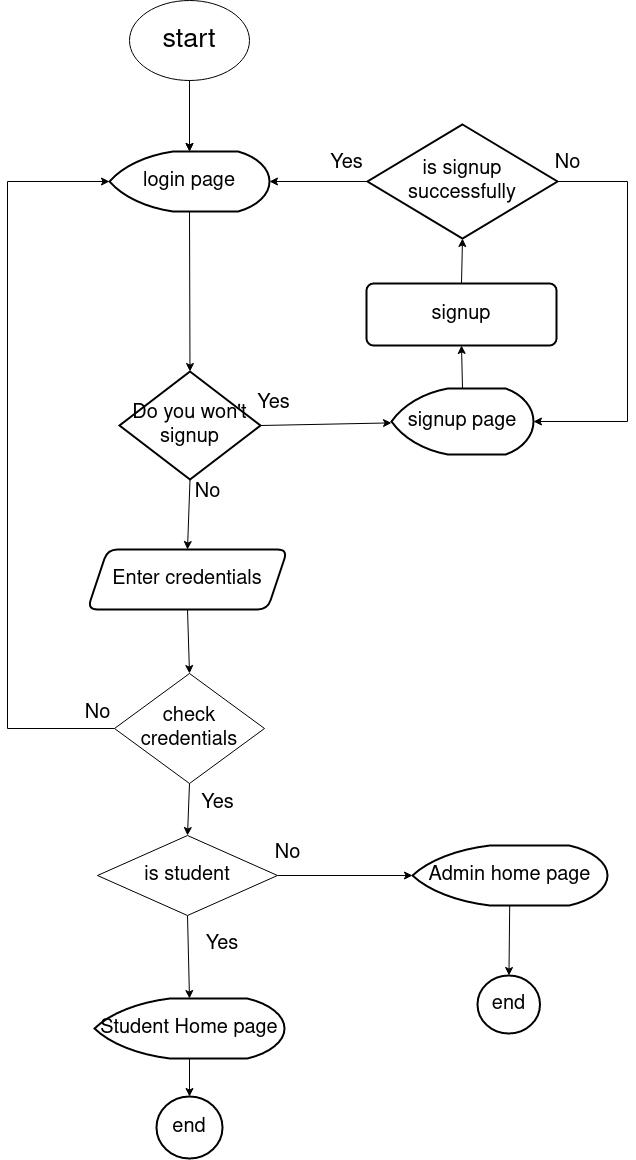 start
login page
Yes
is signup
successfully
No
signup
Do you won't
signup
Yes
signup page
No
Enter credentials
check
credentials
No
Yes
is student
No
Admin home page
Yes
end
Student Home page
end